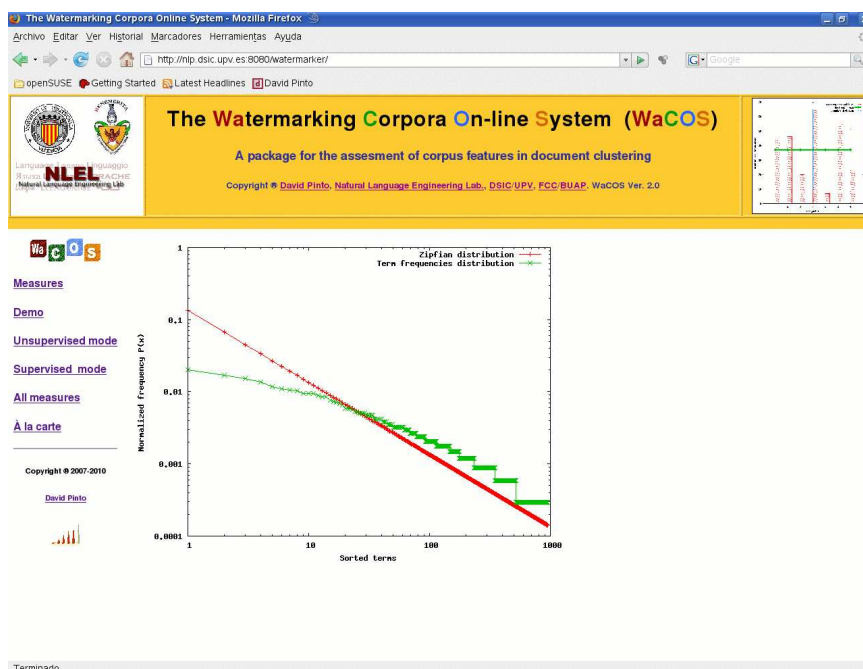 The Watermarking Corpora Online System - Mozilla Firefox
Archivo Editar Ver Historial Marcadores Herramientas Ayuda
http://nlp.dsic.upv.es:8080/watermarker/
G Google
openSUSE Getting Started Latest Headlines David Pinto
The Watermarking Corpora On-line System (WaCOS)
A package for the assesment of corpus features in document clustering
Copyright ® David Pinto, Natural Language Engineering Lab., DSIC/UPV, FCC/BUAP. WaCOS Ver. 2.0
NLEL
Natural Language Engineering Lab
WaCOS
Measures
Demo
Unsupervised mode
Supervised mode
All measures
À la carte
Copyright ® 2007-2010
David Pinto
Zipfian distribution
Term frequencies distribution
Normalized frequency P(x)
1
0.1
0.01
0.001
0.0001
1 10 100 1000
Sorted terms
Terminado